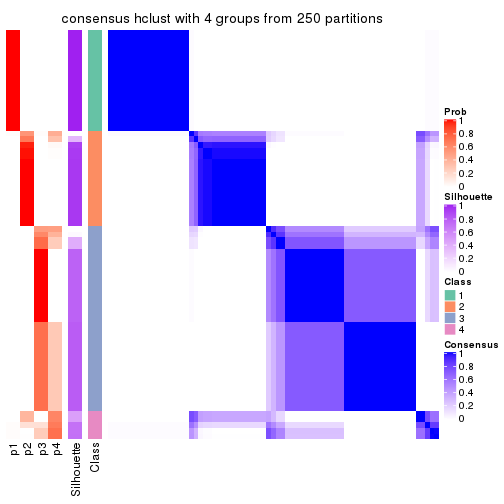 consensus hclust with 4 groups from 250 partitions
Prob
1
0.8
0.6
0.4
0.2
0
Silhouette
1
0.8
0.6
0.4
0.2
0
Class
1
2
3
4
Consensus
1
0.8
0.6
0.4
0.2
0
p1
p2
p3
p4
Silhouette
Class